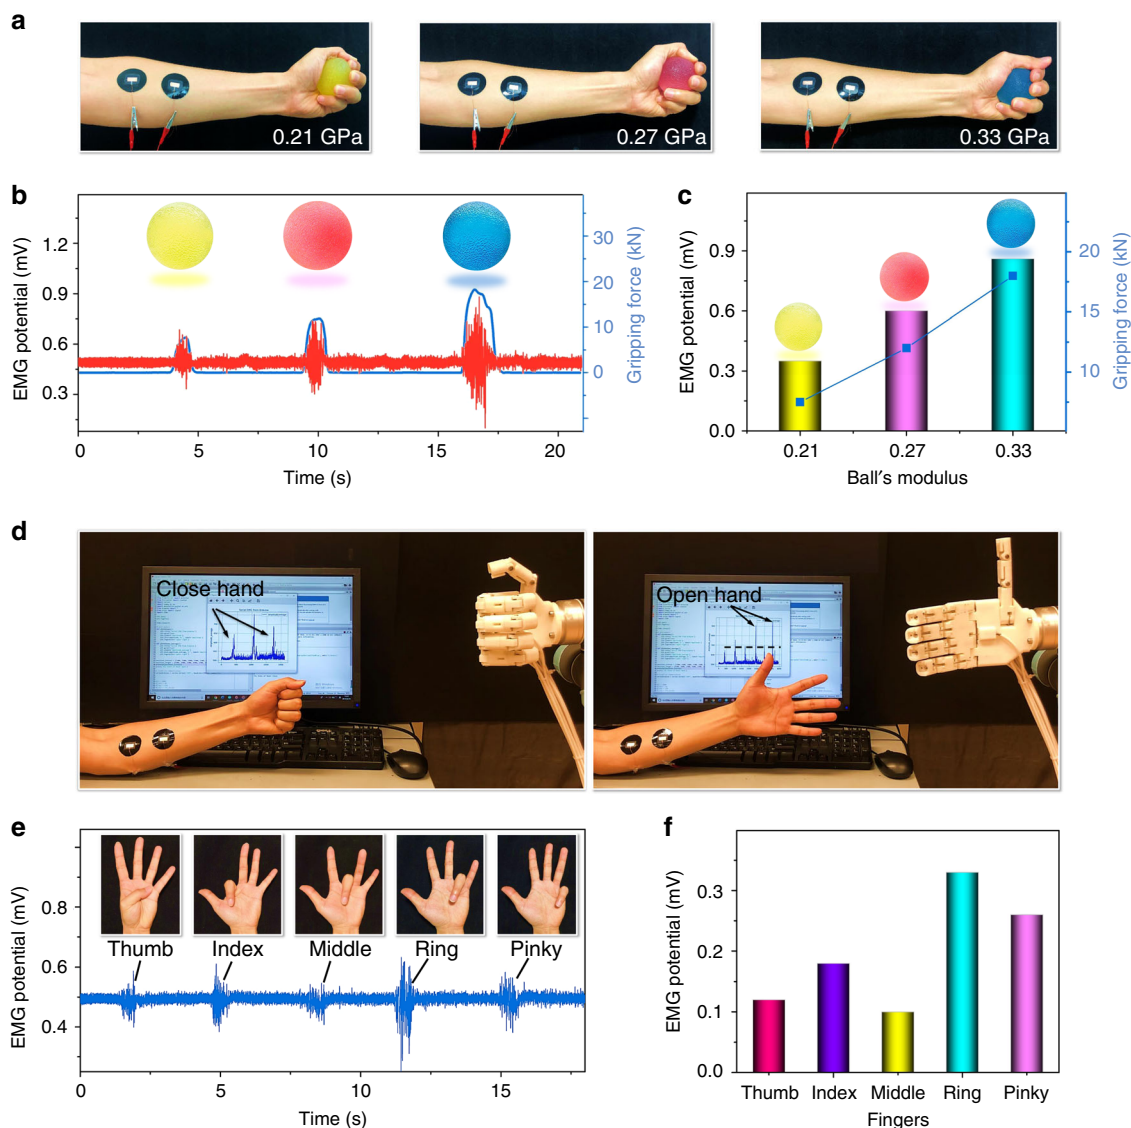 a
0.21 GPa
0.27 GPa
0.33 GPa
b
EMG potential (mV)
1.2
0.9
0.6
0.3
30
20
10
0
Gripping force (kN)
0 5 10 15 20
Time (s)
c
EMG potential (mV)
0.9
0.6
0.3
0.0
20
15
10
Gripping force (kN)
0.21 0.27 0.33
Ball′s modulus
d
Close hand
Open hand
e
EMG potential (mV)
0.8
0.6
0.4
Thumb Index Middle Ring Pinky
0 5 10 15
Time (s)
f
EMG potential (mV)
0.3
0.2
0.1
0.0
Thumb Index Middle Ring Pinky
Fingers